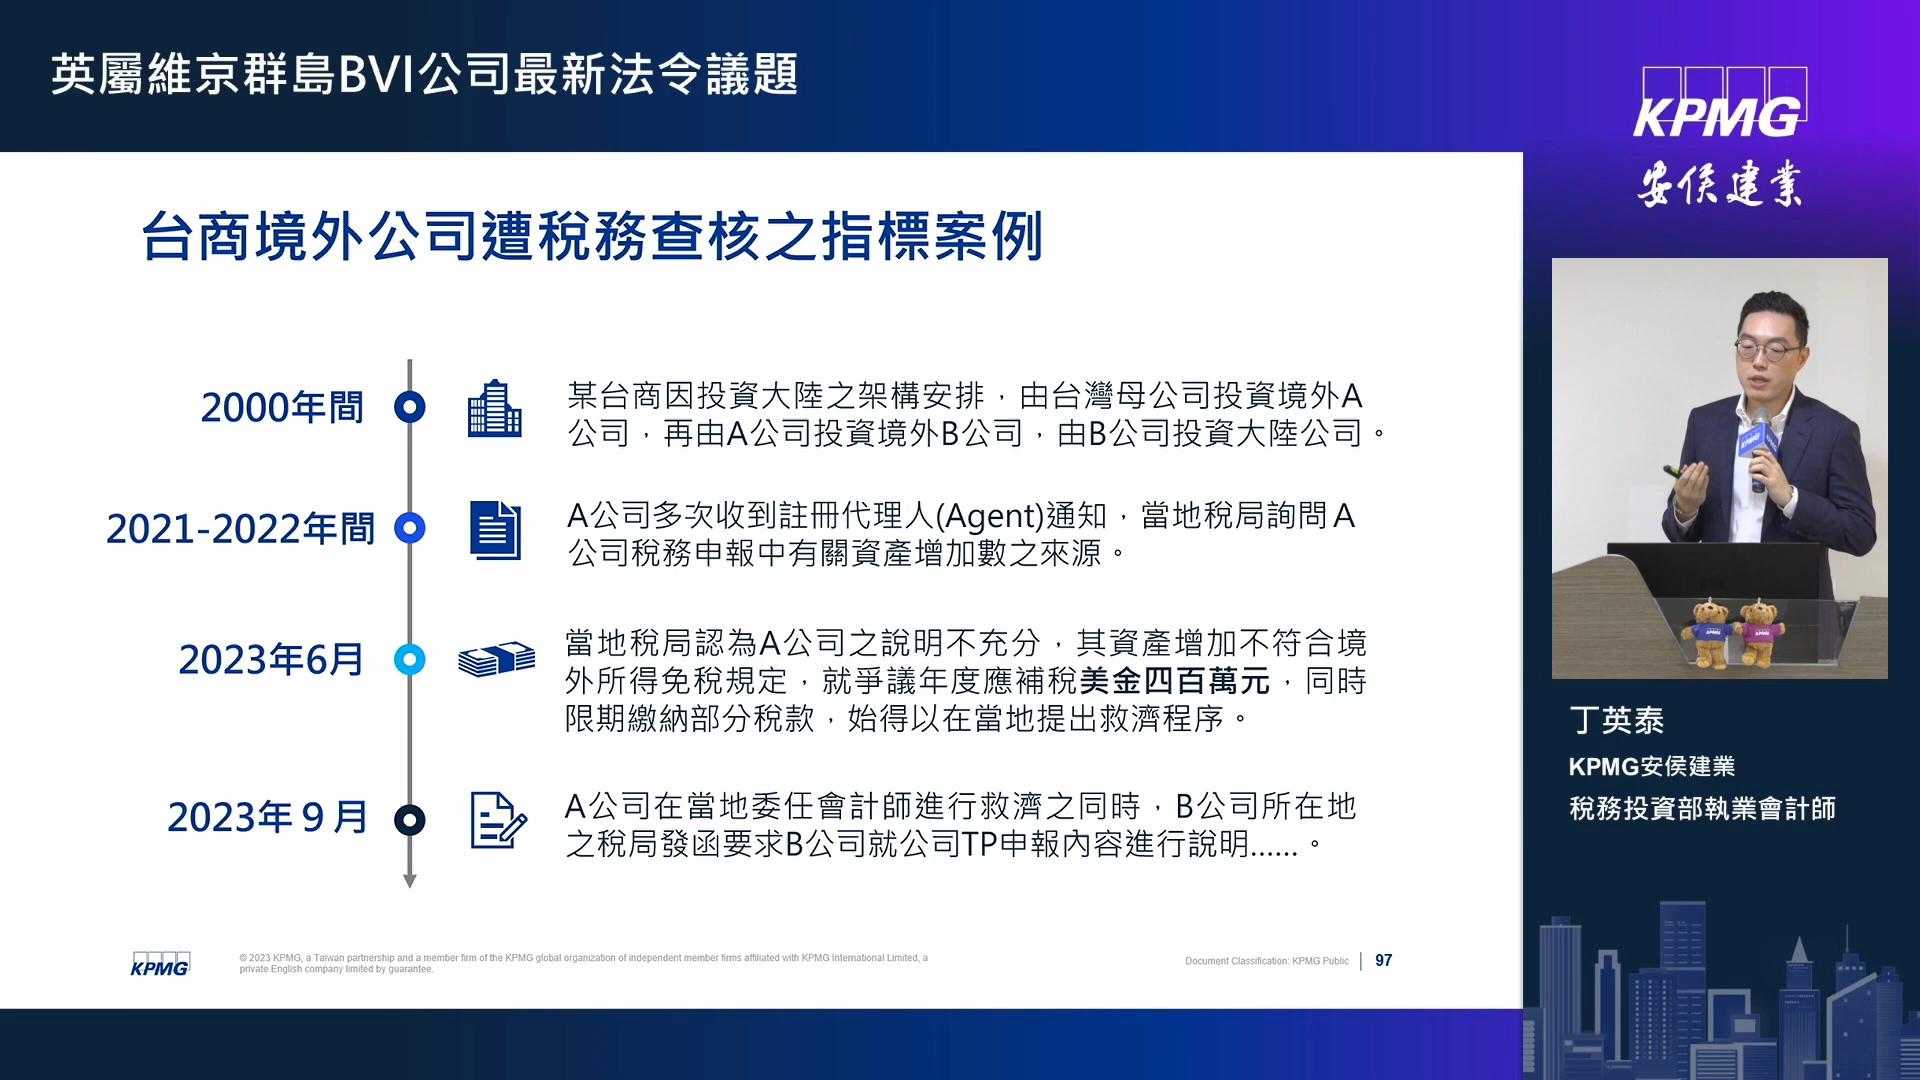 英屬維京群島BVI公司最新法令議題
KPMG
安侯建業
台商境外公司遭稅務查核之指標案例
2000年間
某台商因投資大陸之架構安排，由台灣母公司投資境外A
公司，再由A公司投資境外B公司，由B公司投資大陸公司。
2021-2022年間
A公司多次收到註冊代理人(Agent)通知，當地稅局詢問A
公司稅務申報中有關資產增加數之來源。
2023年6月
當地稅局認為A公司之說明不充分，其資產增加不符合境
外所得免稅規定，就爭議年度應補稅美金四百萬元，同時
限期繳納部分稅款，始得以在當地提出救濟程序。
2023年9月
A公司在當地委任會計師進行救濟之同時，B公司所在地
之稅局發函要求B公司就公司TP申報內容進行說明......。
KPMG
© 2023 KPMG, a Taiwan partnership and a member firm of the KPMG global organization of independent member firms affiliated with KPMG International Limited, a
private English company limited by guarantee.
Document Classification: KPMG Public | 97
KPMG
KPMG
KPMG
丁英泰
KPMG安侯建業
稅務投資部執業會計師